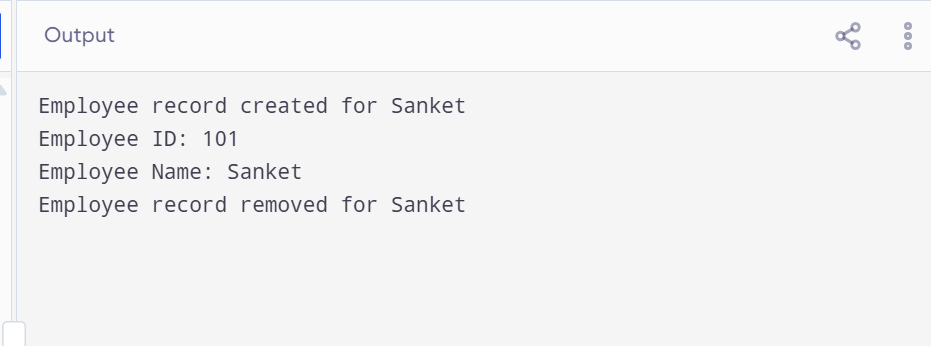 Output
Employee record created for Sanket
Employee ID: 101
Employee Name: Sanket
Employee record removed for Sanket